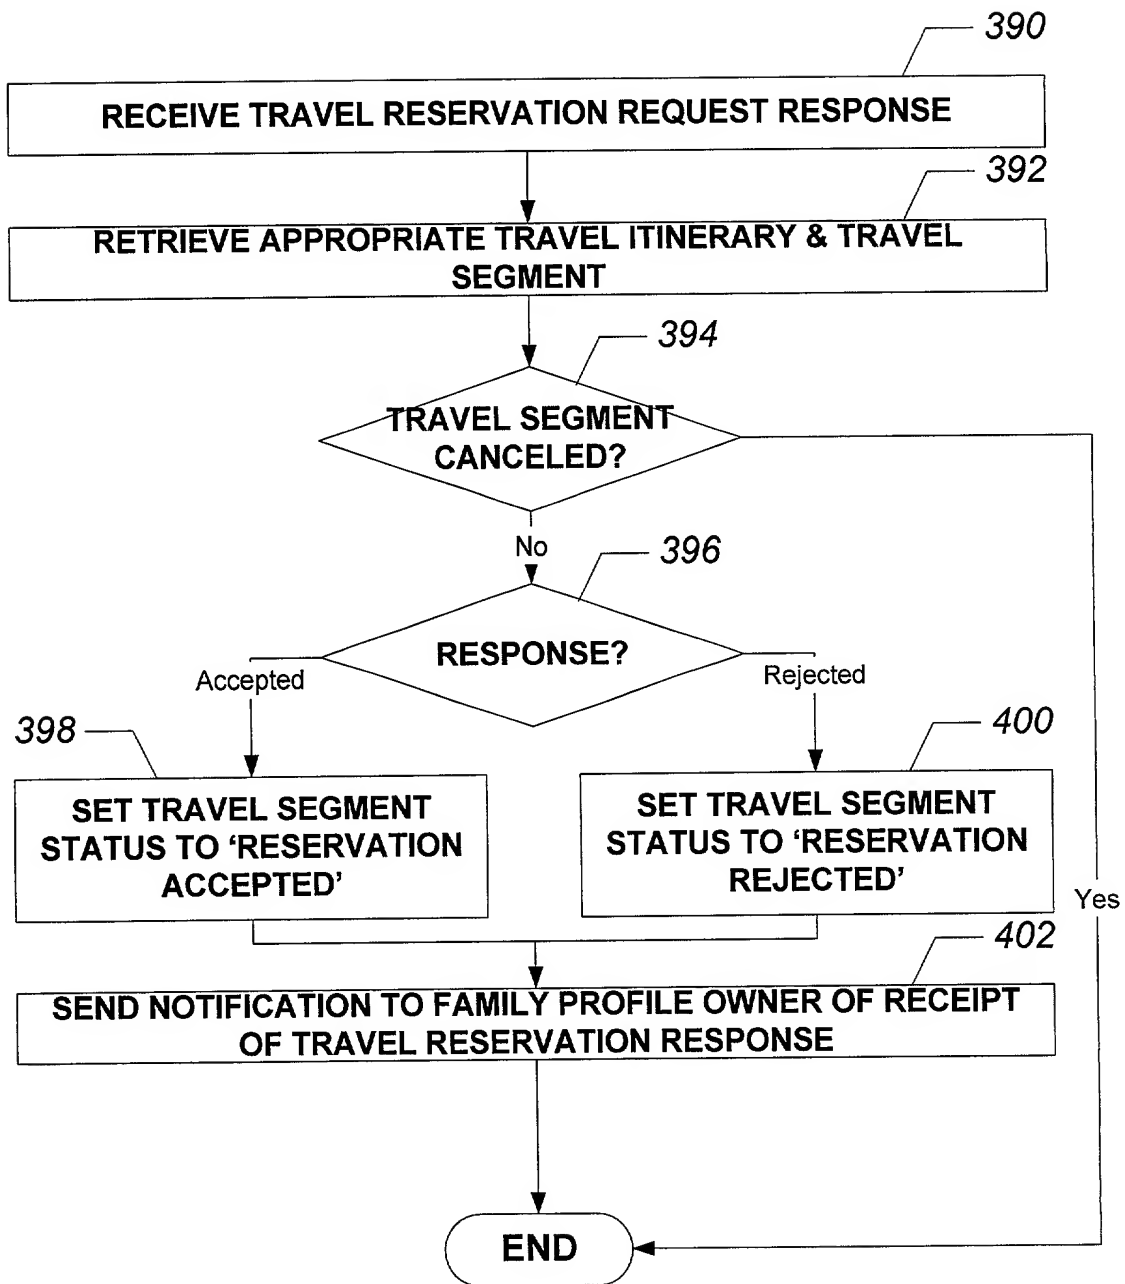 390
RECEIVE TRAVEL RESERVATION REQUEST RESPONSE
392
RETRIEVE APPROPRIATE TRAVEL ITINERARY & TRAVEL
SEGMENT
394
TRAVEL SEGMENT
CANCELED?
No
396
RESPONSE?
Accepted
Rejected
398
400
SET TRAVEL SEGMENT
STATUS TO ‘RESERVATION
ACCEPTED’
SET TRAVEL SEGMENT
STATUS TO ‘RESERVATION
REJECTED’
Yes
402
SEND NOTIFICATION TO FAMILY PROFILE OWNER OF RECEIPT
OF TRAVEL RESERVATION RESPONSE
END